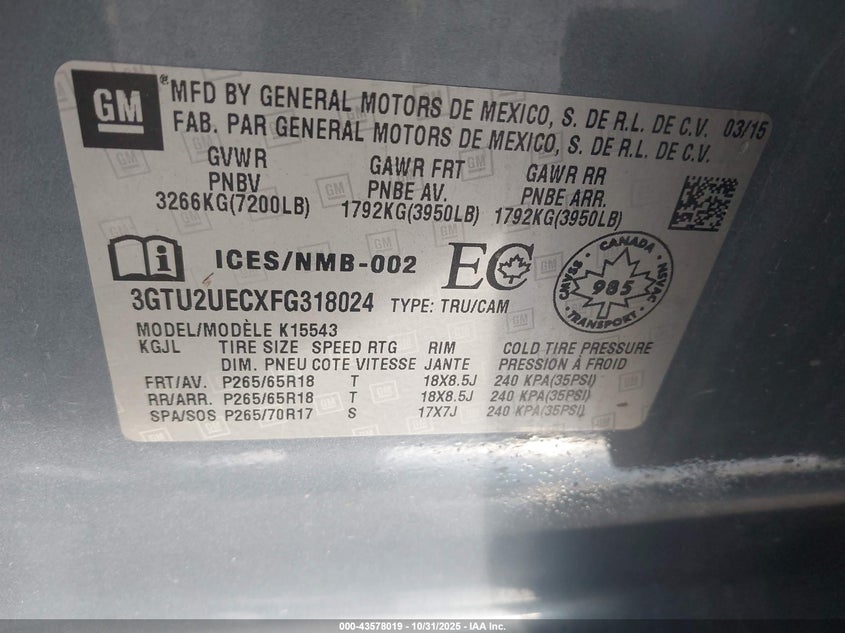 GM
® MFD BY GENERAL MOTORS DE MEXICO, S. DE R.L. DE C.V. 03/15
FAB. PAR GENERAL MOTORS DE MEXICO, S. DE R.L. DE C.V.
GVWR GAWR FRT GAWR RR
PNBV PNBE AV. PNBE ARR.
3266KG(7200LB) 1792KG(3950LB) 1792KG(3950LB)
i ICES/NMB-002 EC
CANADA
CMVSS 985 NSVAC
TRANSPORT
3GTU2UECXFG318024 TYPE: TRU/CAM
MODEL/MODÈLE K15543
KGJL TIRE SIZE SPEED RTG RIM COLD TIRE PRESSURE
DIM. PNEU COTE VITESSE JANTE PRESSION À FROID
FRT/AV. P265/65R18 T 18X8.5J 240 KPA(35PSI)
RR/ARR. P265/65R18 T 18X8.5J 240 KPA(35PSI)
SPA/SOS P265/70R17 S 17X7J 240 KPA(35PSI)
000-43578019 - 10/31/2025 - IAA Inc.